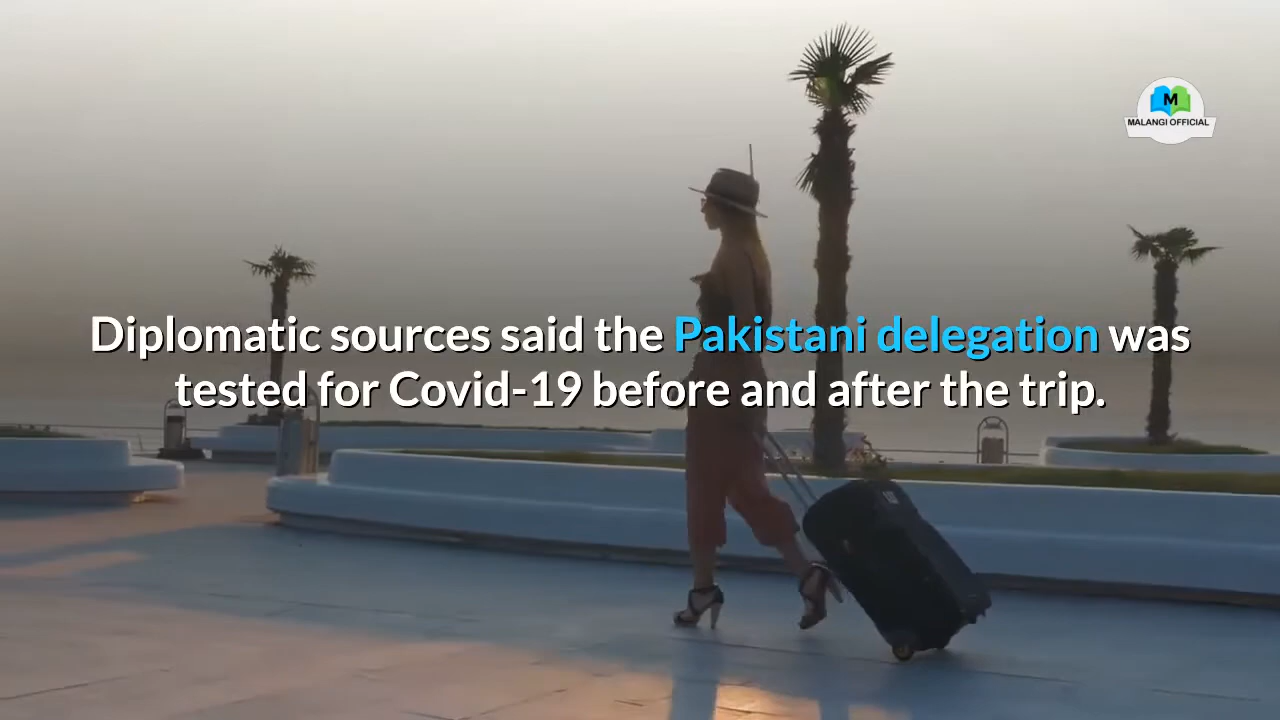 M
MALANGI OFFICIAL
Diplomatic sources said the Pakistani delegation was
tested for Covid-19 before and after the trip.